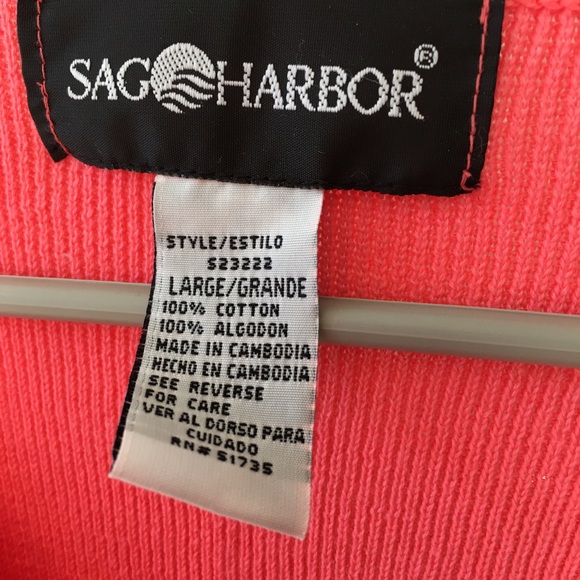 SAG HARBOR®
STYLE/ESTILO
S23222
LARGE/GRANDE
100% COTTON
100% ALGODON
MADE IN CAMBODIA
HECHO EN CAMBODIA
SEE REVERSE
FOR CARE
VER AL DORSO PARA
CUIDADO
RN# 51735